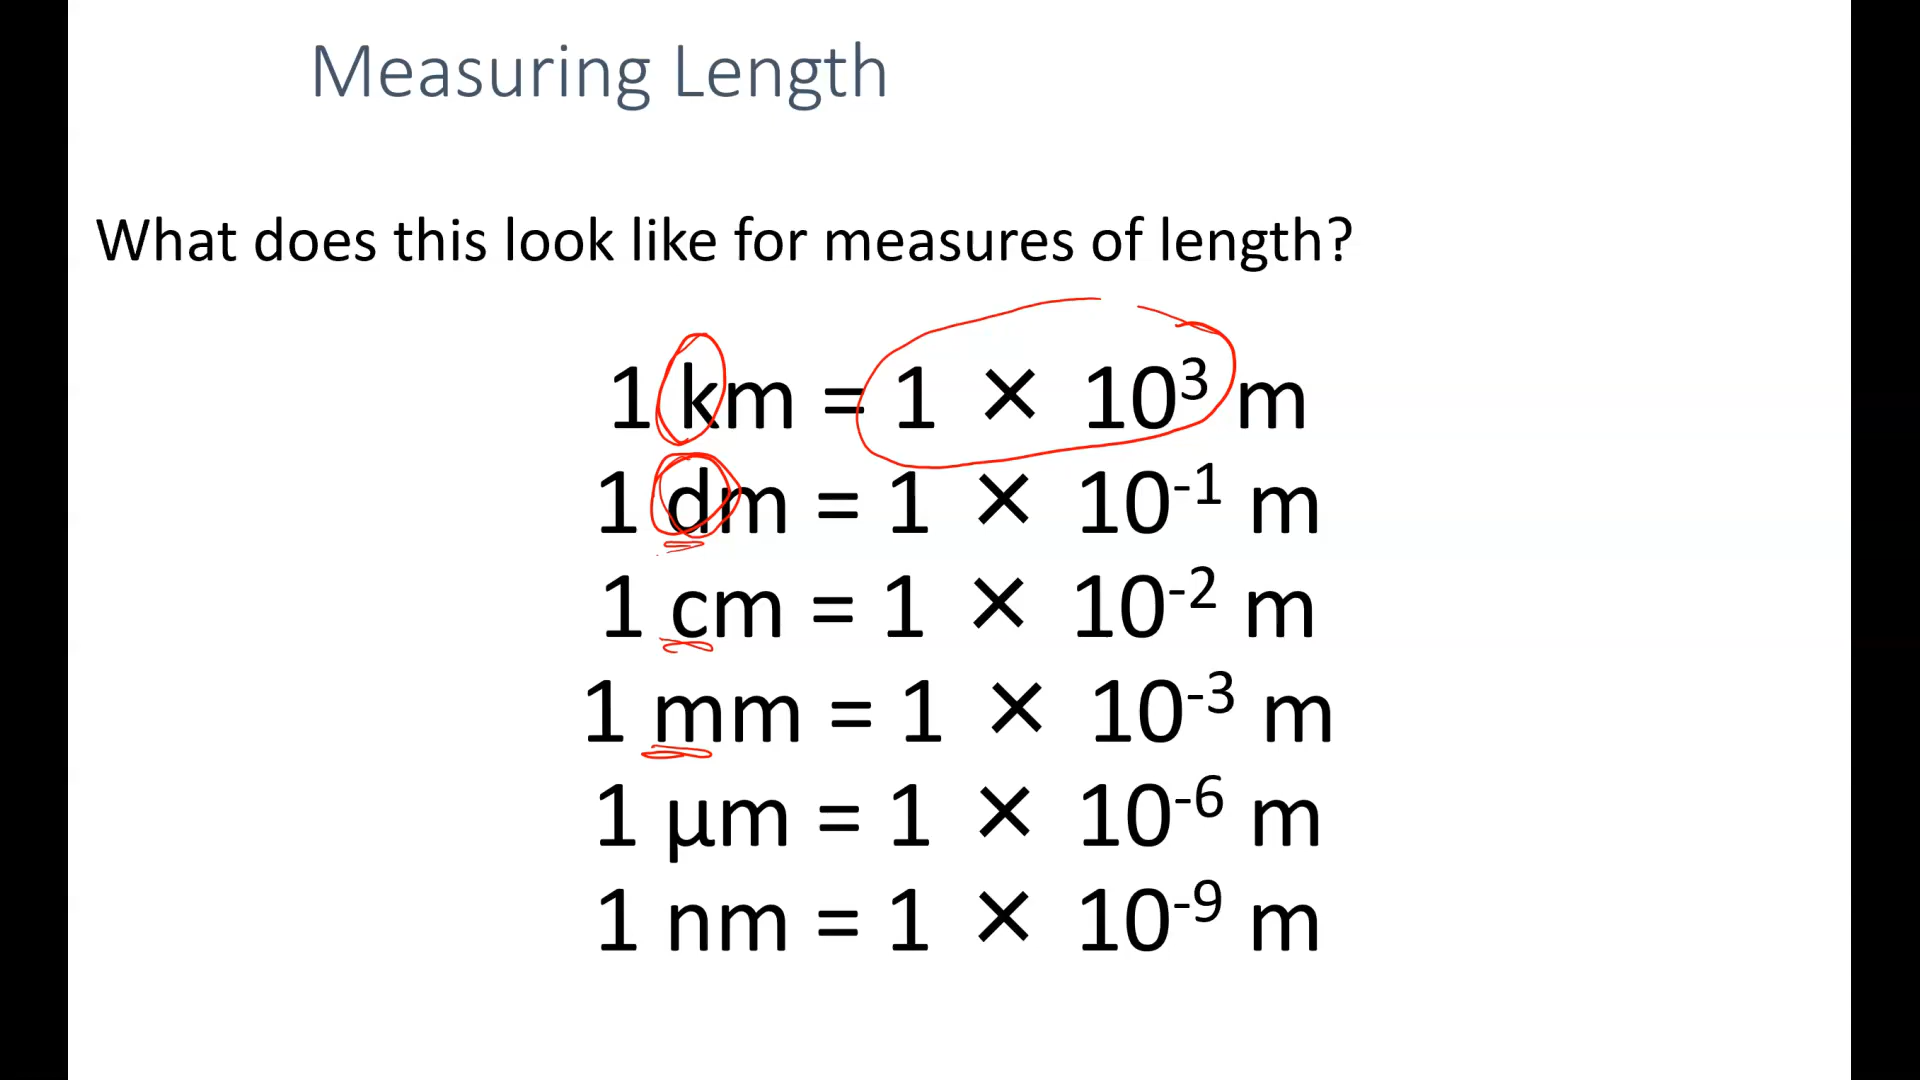 Measuring Length
What does this look like for measures of length?
1 km = 1 × 10³ m
1 dm = 1 × 10⁻¹ m
1 cm = 1 × 10⁻² m
1 mm = 1 × 10⁻³ m
1 µm = 1 × 10⁻⁶ m
1 nm = 1 × 10⁻⁹ m